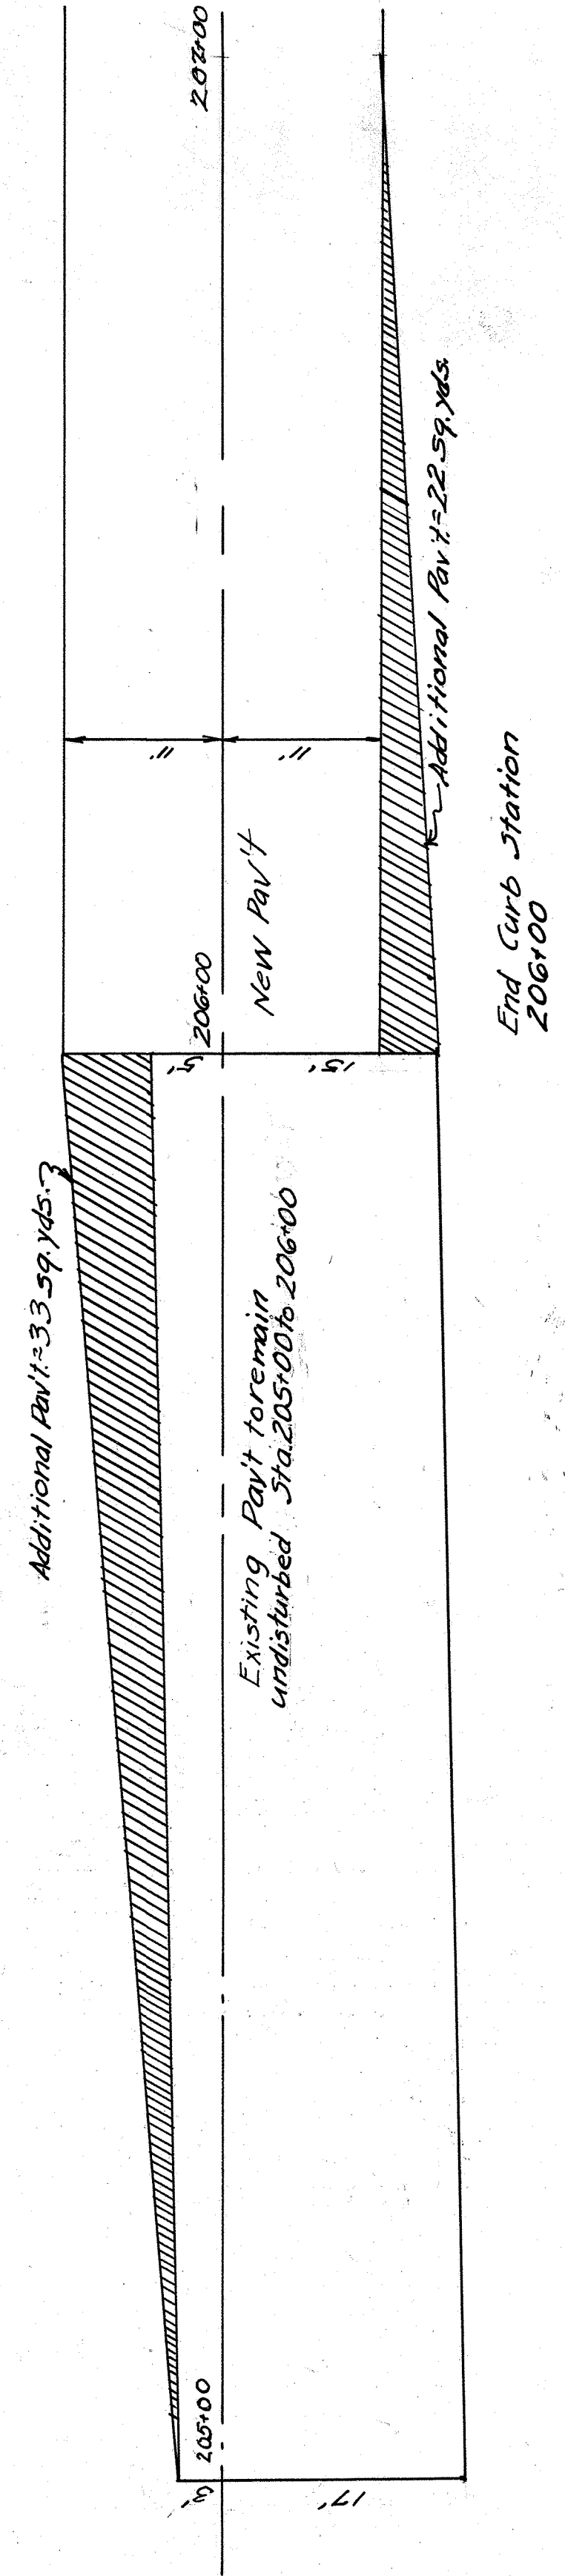 Additional Pav't.=33 sq.yds.
205+00
3'
17'
Existing Pav't to remain
undisturbed Sta.205+00 to 206+00
206+00
5'
15'
New Pav't
11'
11'
207+00
Additional Pav't.=22 sq.yds.
End Curb Station
206+00